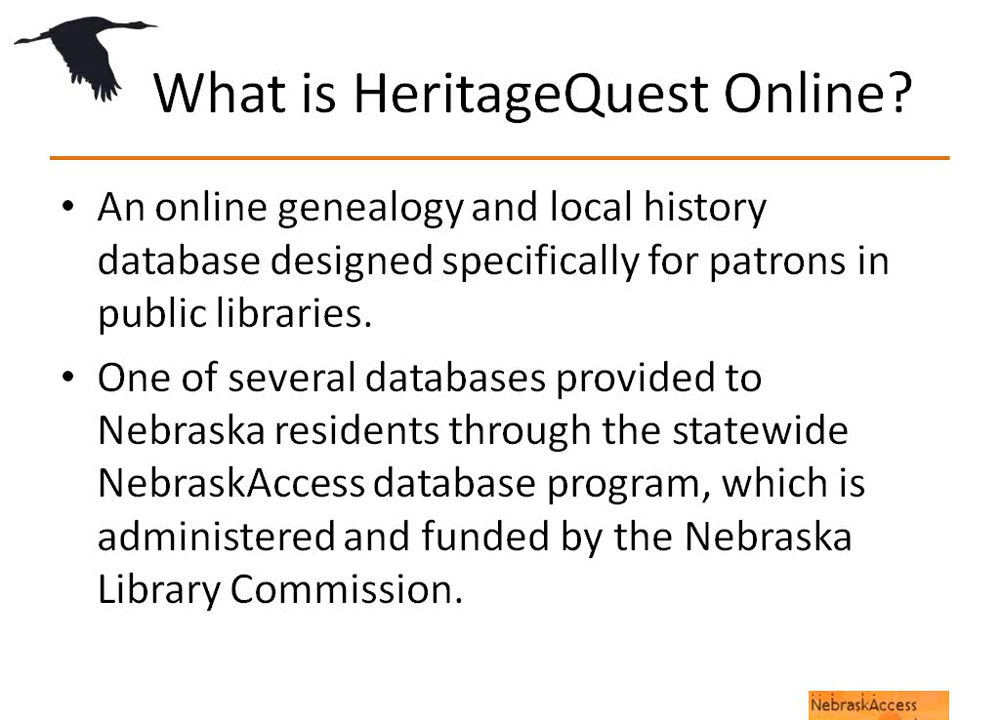 What is HeritageQuest Online?
• An online genealogy and local history
database designed specifically for patrons in
public libraries.
• One of several databases provided to
Nebraska residents through the statewide
NebraskAccess database program, which is
administered and funded by the Nebraska
Library Commission.
NebraskAccess